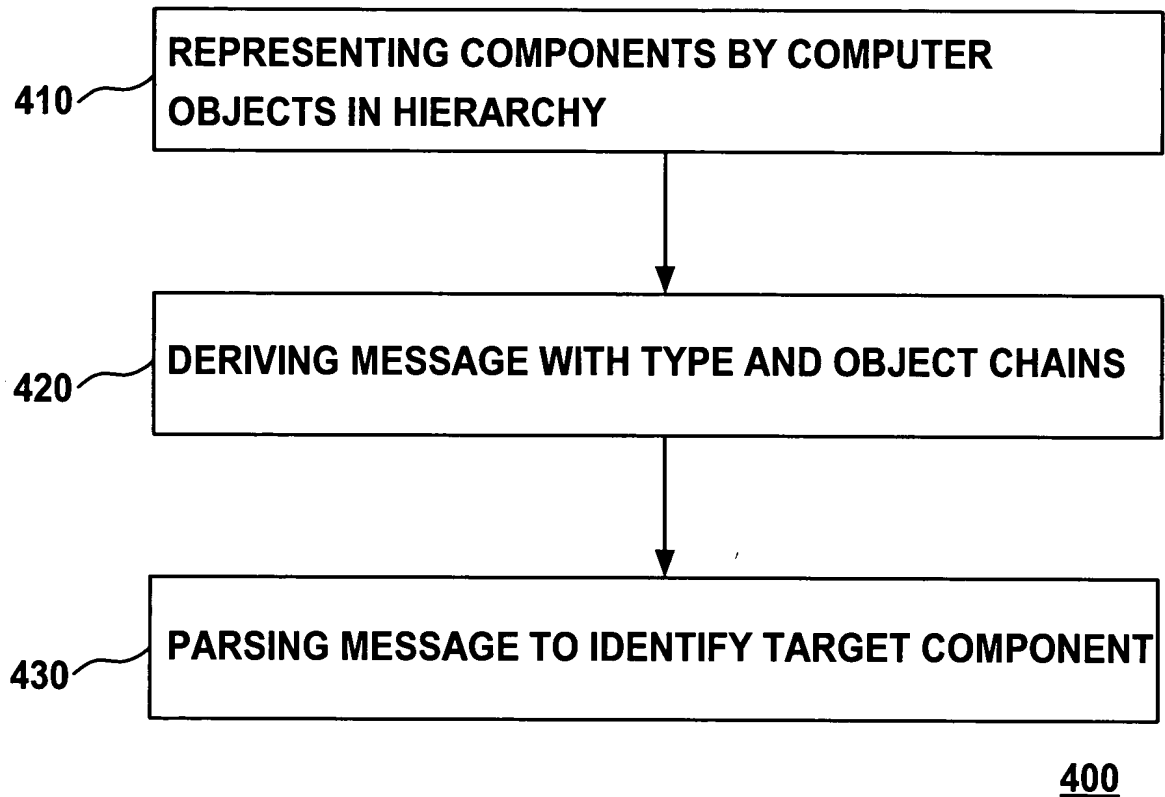 REPRESENTING COMPONENTS BY COMPUTER
OBJECTS IN HIERARCHY
410
DERIVING MESSAGE WITH TYPE AND OBJECT CHAINS
420
PARSING MESSAGE TO IDENTIFY TARGET COMPONENT
430
400